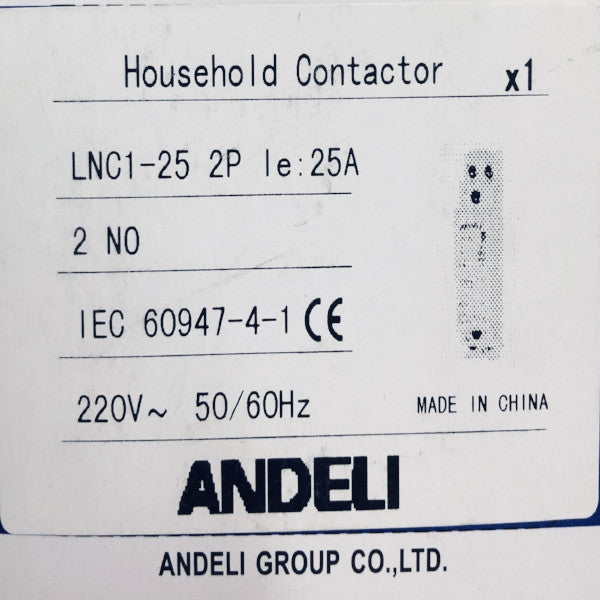 Household Contactor x1
LNC1-25 2P Ie:25A
2 NO
IEC 60947-4-1 CE
220V~ 50/60Hz MADE IN CHINA
ANDELI
ANDELI GROUP CO.,LTD.